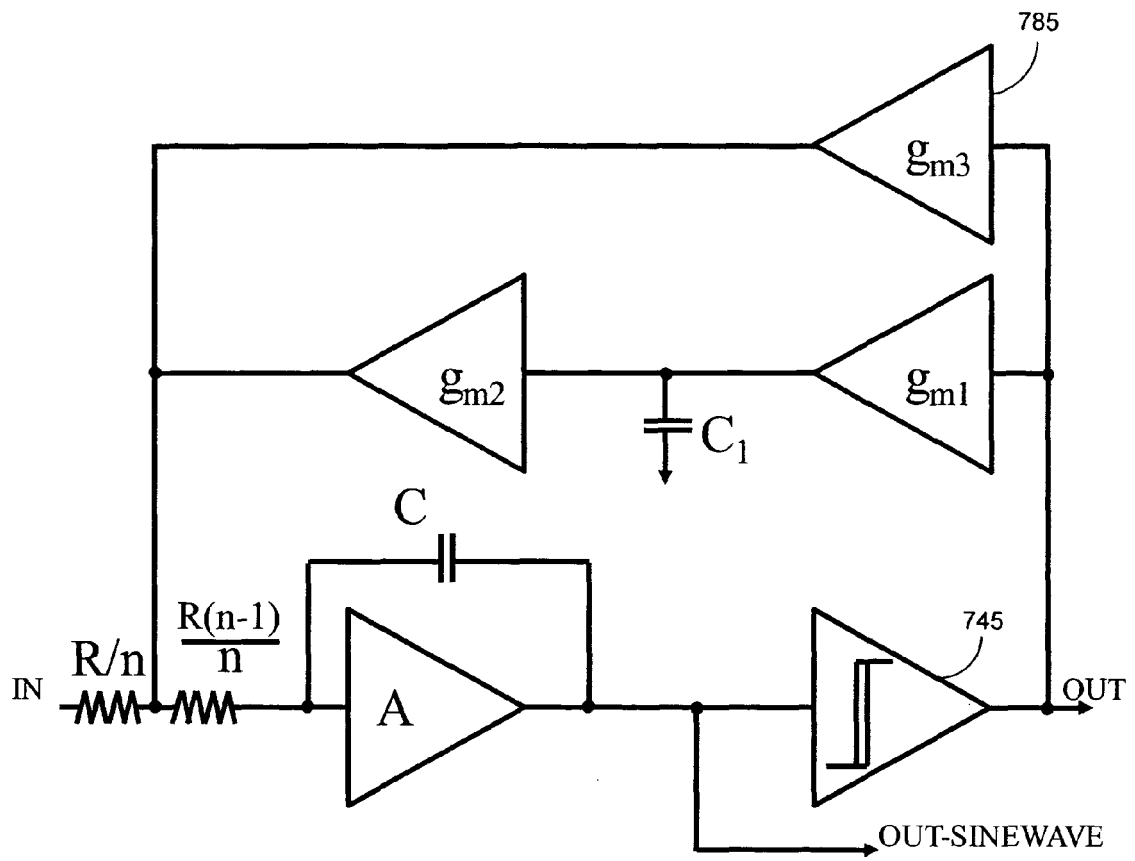 785
gm3
gm2
gm1
C1
C
R(n-1)
n
745
R/n
IN
A
OUT
OUT-SINEWAVE